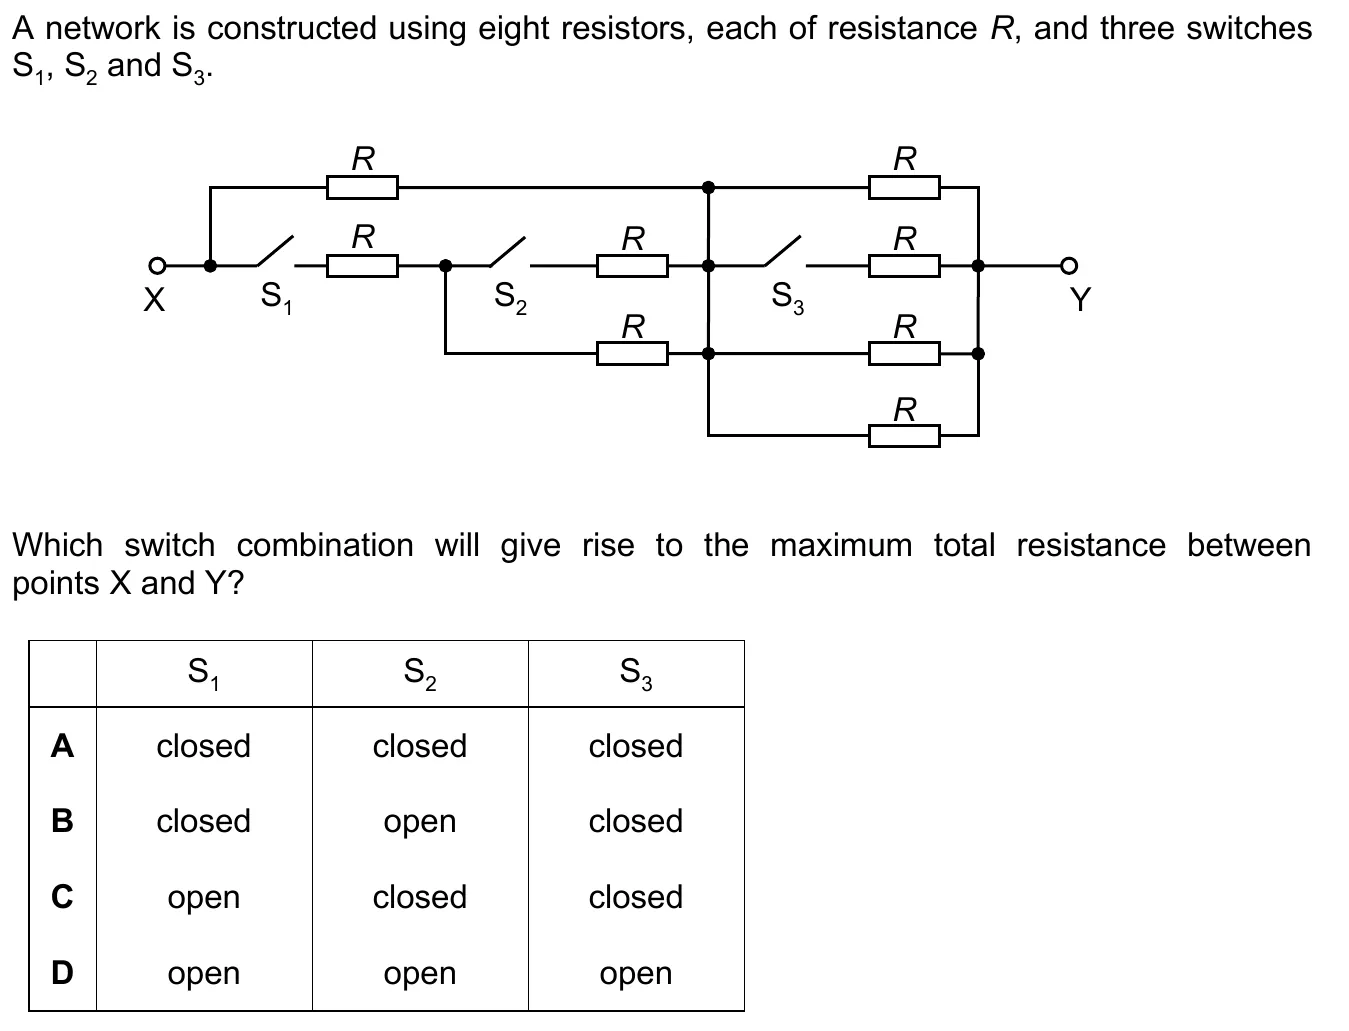 A network is constructed using eight resistors, each of resistance R, and three switches
S₁, S₂ and S₃.
R R
R R R
X S₁ S₂ S₃ Y
R R
R
Which switch combination will give rise to the maximum total resistance between
points X and Y?
S₁ S₂ S₃
A closed closed closed
B closed open closed
C open closed closed
D open open open